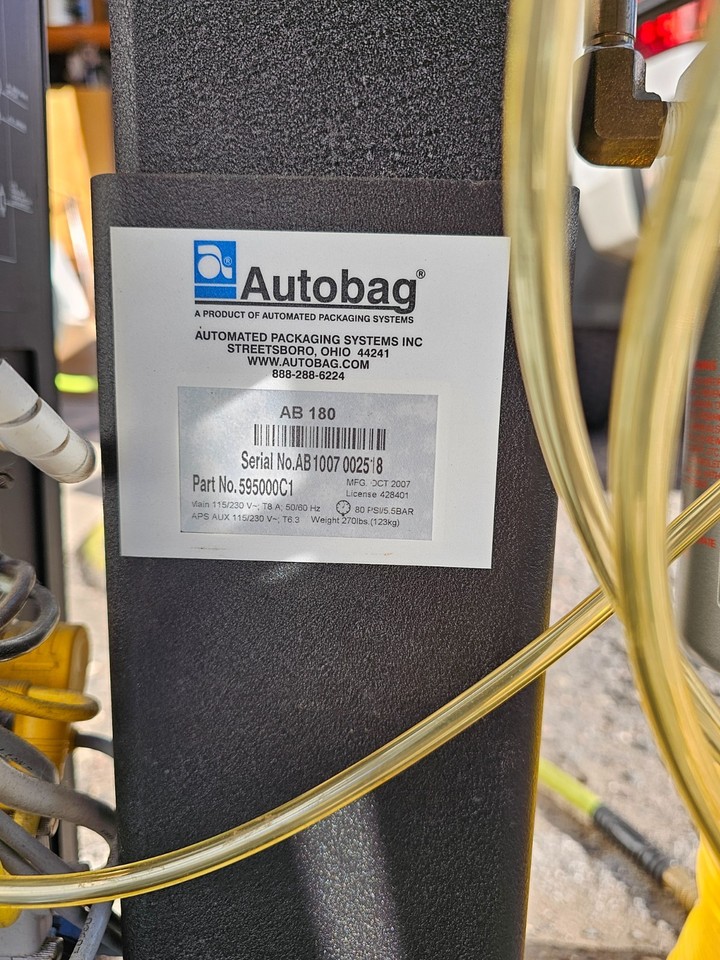 a®
Autobag®
A PRODUCT OF AUTOMATED PACKAGING SYSTEMS
AUTOMATED PACKAGING SYSTEMS INC
STREETSBORO, OHIO 44241
WWW.AUTOBAG.COM
888-288-6224
AB 180
Serial No.AB1007 002518
Part No. 595000C1
MFG. OCT 2007
License 428401
Main 115/230 V~; T8 A, 50/60 Hz
80 PSI/5.5BAR
APS AUX 115/230 V~; T6.3
Weight 270lbs.(123kg)